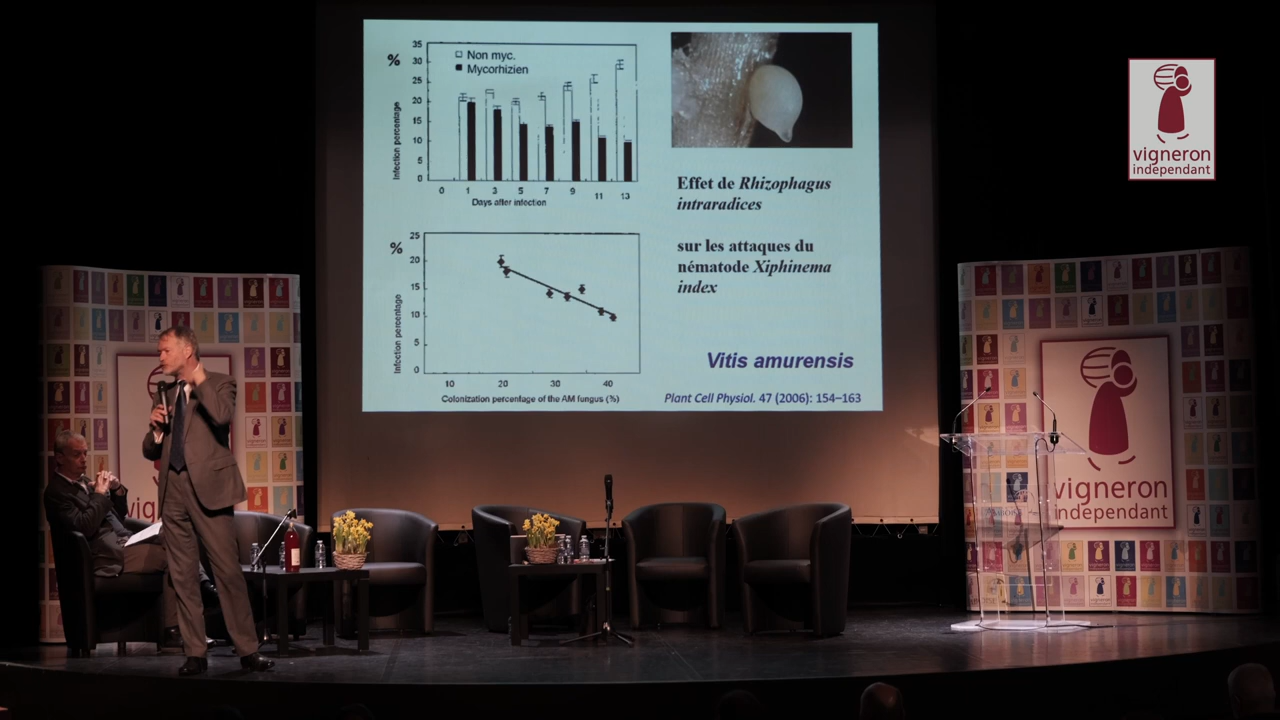 %
35
30
25
20
15
10
5
0
Infection percentage
Non myc.
Mycorhizien
0 1 3 5 7 9 11 13
Days after infection
%
25
20
15
10
5
0
Infection percentage
10 20 30 40
Colonization percentage of the AM fungus (%)
Effet de Rhizophagus
intraradices
sur les attaques du
nématode Xiphinema
index
Vitis amurensis
Plant Cell Physiol. 47 (2006): 154–163
vigneron
indépendant
vig
vigneron
indépendant